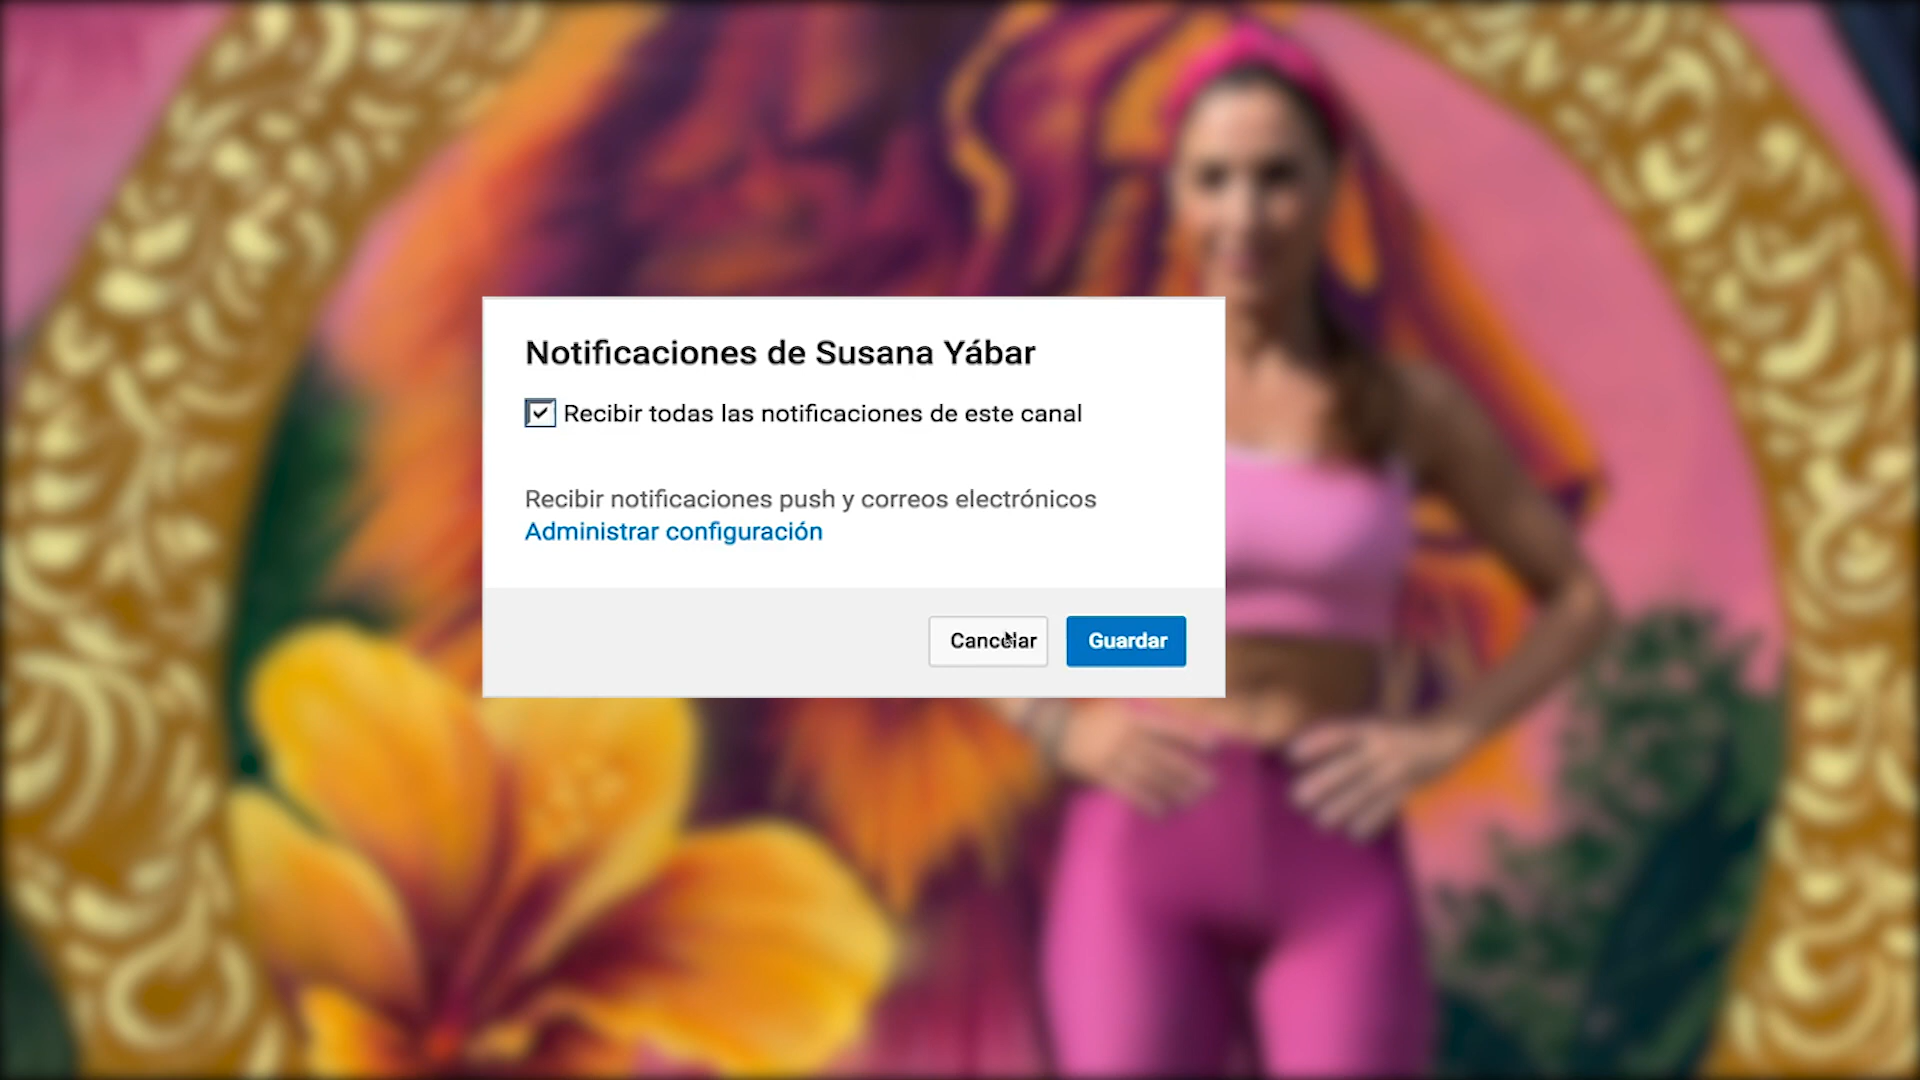 Notificaciones de Susana Yábar
Recibir todas las notificaciones de este canal
Recibir notificaciones push y correos electrónicos
Administrar configuración
Cancelar
Guardar